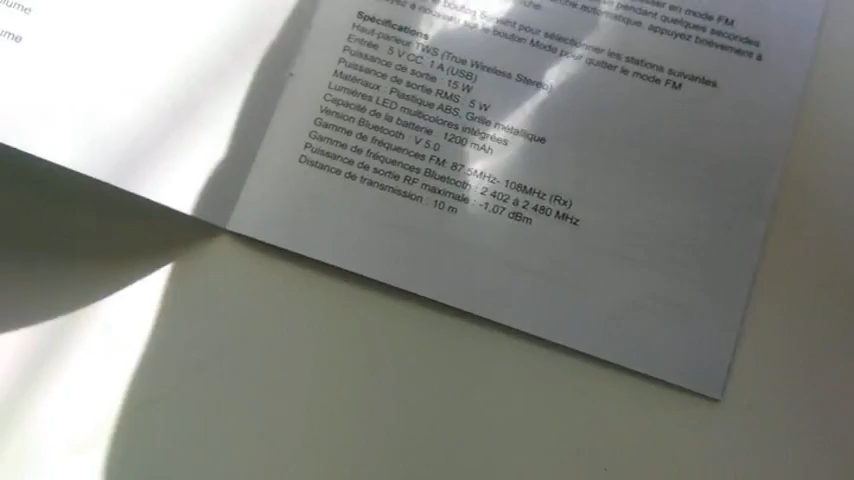 en mode FM.
pendant quelques secondes
automatique, appuyez brièvement à
bouton suivant pour sélectionner les stations suivantes.
à nouveau sur le bouton Mode pour quitter le mode FM
Spécifications
Haut-parleur TWS (True Wireless Stereo)
Entrée : 5 V CC, 1 A (USB)
Puissance de sortie : 15 W
Puissance de sortie RMS : 5 W
Matériaux : Plastique ABS, Grille métallique
Lumières LED multicolores intégrées
Capacité de la batterie : 1200 mAh
Version Bluetooth : V 5.0
Gamme de fréquences FM: 87.5MHz- 108MHz (Rx)
Gamme de fréquences Bluetooth : 2 402 à 2 480 MHz
Puissance de sortie RF maximale : -1,07 dBm
Distance de transmission : 10 m